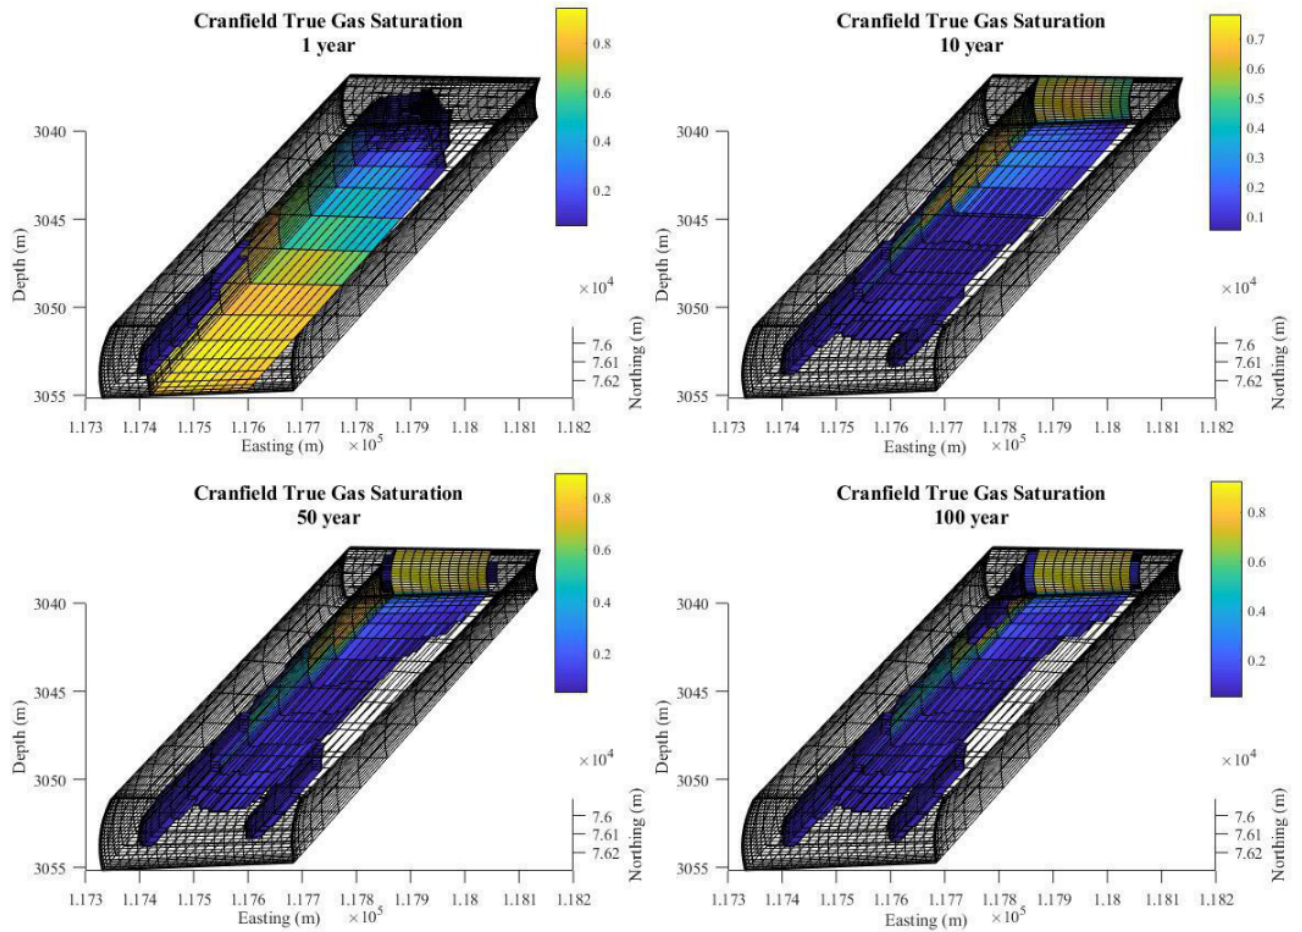 Cranfield True Gas Saturation
1 year
0.8
0.6
0.4
0.2
3040
3045
3050
3055
Depth (m)
×10⁴
7.6
7.61
7.62
Northing (m)
1.173 1.174 1.175 1.176 1.177 1.178 1.179 1.18 1.181 1.182
Easting (m) ×10⁵
Cranfield True Gas Saturation
10 year
0.7
0.6
0.5
0.4
0.3
0.2
0.1
3040
3045
3050
3055
Depth (m)
×10⁴
7.6
7.61
7.62
Northing (m)
1.173 1.174 1.175 1.176 1.177 1.178 1.179 1.18 1.181 1.182
Easting (m) ×10⁵
Cranfield True Gas Saturation
50 year
0.8
0.6
0.4
0.2
3040
3045
3050
3055
Depth (m)
×10⁴
7.6
7.61
7.62
Northing (m)
1.173 1.174 1.175 1.176 1.177 1.178 1.179 1.18 1.181 1.182
Easting (m) ×10⁵
Cranfield True Gas Saturation
100 year
0.8
0.6
0.4
0.2
3040
3045
3050
3055
Depth (m)
×10⁴
7.6
7.61
7.62
Northing (m)
1.173 1.174 1.175 1.176 1.177 1.178 1.179 1.18 1.181 1.182
Easting (m) ×10⁵